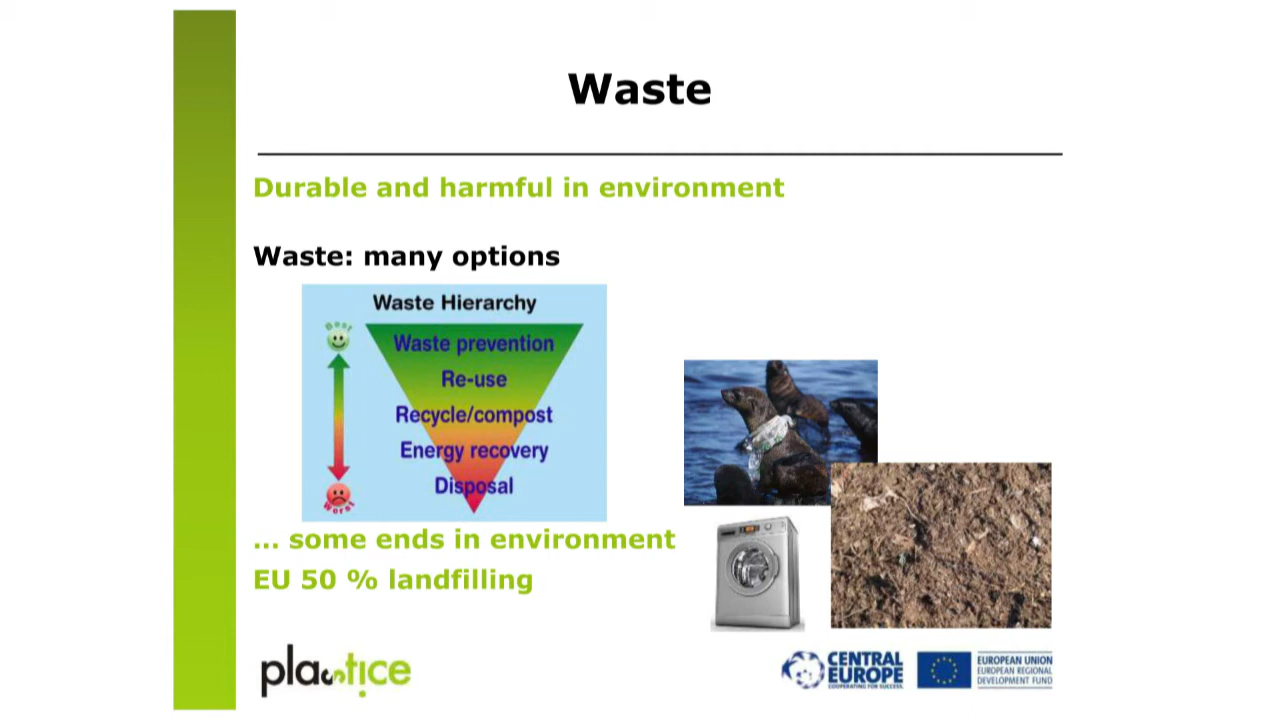 Waste
Durable and harmful in environment
Waste: many options
Waste Hierarchy
Best
Waste prevention
Re-use
Recycle/compost
Energy recovery
Disposal
Worst
... some ends in environment
EU 50 % landfilling
plastice
CENTRAL
EUROPE
COOPERATING FOR SUCCESS.
EUROPEAN UNION
EUROPEAN REGIONAL
DEVELOPMENT FUND